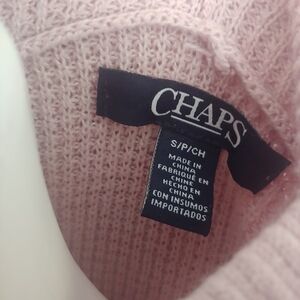 CHAPS
S/P/CH
MADE IN
CHINA
FABRIQUÉ EN
CHINE
HECHO EN
CHINA
CON INSUMOS
IMPORTADOS